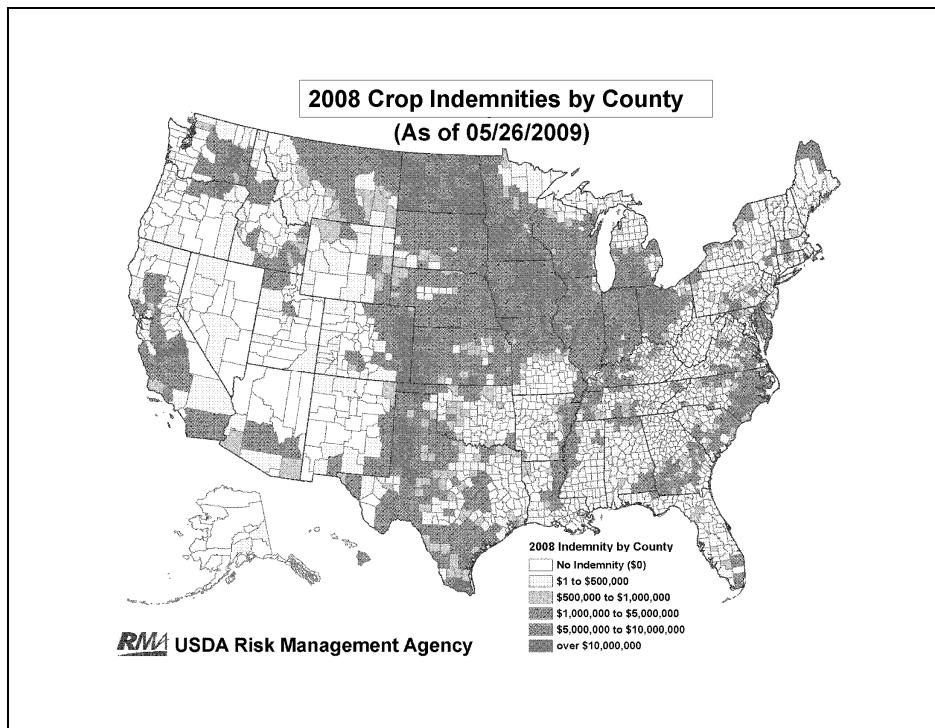 2008 Crop Indemnities by County
(As of 05/26/2009)
2008 Indemnity by County
No Indemnity ($0)
$1 to $500,000
$500,000 to $1,000,000
$1,000,000 to $5,000,000
$5,000,000 to $10,000,000
over $10,000,000
RMA USDA Risk Management Agency